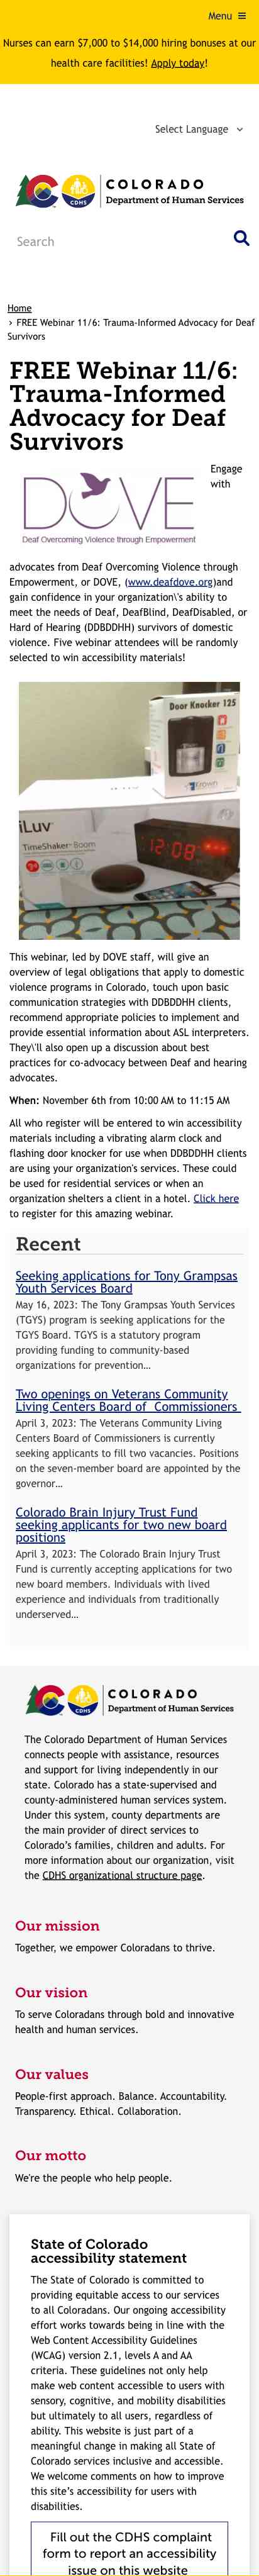 Menu ≡
Nurses can earn $7,000 to $14,000 hiring bonuses at our
health care facilities! Apply today!
Select Language
COLORADO
CDHS
Department of Human Services
Search
Home
› FREE Webinar 11/6: Trauma-Informed Advocacy for Deaf
Survivors
FREE Webinar 11/6:
Trauma-Informed
Advocacy for Deaf
Survivors
Engage
with
DOVE
Deaf Overcoming Violence through Empowerment
advocates from Deaf Overcoming Violence through
Empowerment, or DOVE, (www.deafdove.org)and
gain confidence in your organization\'s ability to
meet the needs of Deaf, DeafBlind, DeafDisabled, or
Hard of Hearing (DDBDDHH) survivors of domestic
violence. Five webinar attendees will be randomly
selected to win accessibility materials!
Door Knocker 125
Krown
iLuv
TimeShaker Boom
12:08
This webinar, led by DOVE staff, will give an
overview of legal obligations that apply to domestic
violence programs in Colorado, touch upon basic
communication strategies with DDBDDHH clients,
recommend appropriate policies to implement and
provide essential information about ASL interpreters.
They\'ll also open up a discussion about best
practices for co-advocacy between Deaf and hearing
advocates.
When: November 6th from 10:00 AM to 11:15 AM
All who register will be entered to win accessibility
materials including a vibrating alarm clock and
flashing door knocker for use when DDBDDHH clients
are using your organization's services. These could
be used for residential services or when an
organization shelters a client in a hotel. Click here
to register for this amazing webinar.
Recent
Seeking applications for Tony Grampsas
Youth Services Board
May 16, 2023: The Tony Grampsas Youth Services
(TGYS) program is seeking applications for the
TGYS Board. TGYS is a statutory program
providing funding to community-based
organizations for prevention...
Two openings on Veterans Community
Living Centers Board of Commissioners
April 3, 2023: The Veterans Community Living
Centers Board of Commissioners is currently
seeking applicants to fill two vacancies. Positions
on the seven-member board are appointed by the
governor...
Colorado Brain Injury Trust Fund
seeking applicants for two new board
positions
April 3, 2023: The Colorado Brain Injury Trust
Fund is currently accepting applications for two
new board members. Individuals with lived
experience and individuals from traditionally
underserved...
COLORADO
CDHS
Department of Human Services
The Colorado Department of Human Services
connects people with assistance, resources
and support for living independently in our
state. Colorado has a state-supervised and
county-administered human services system.
Under this system, county departments are
the main provider of direct services to
Colorado's families, children and adults. For
more information about our organization, visit
the CDHS organizational structure page.
Our mission
Together, we empower Coloradans to thrive.
Our vision
To serve Coloradans through bold and innovative
health and human services.
Our values
People-first approach. Balance. Accountability.
Transparency. Ethical. Collaboration.
Our motto
We're the people who help people.
State of Colorado
accessibility statement
The State of Colorado is committed to
providing equitable access to our services
to all Coloradans. Our ongoing accessibility
effort works towards being in line with the
Web Content Accessibility Guidelines
(WCAG) version 2.1, levels A and AA
criteria. These guidelines not only help
make web content accessible to users with
sensory, cognitive, and mobility disabilities
but ultimately to all users, regardless of
ability. This website is just part of a
meaningful change in making all State of
Colorado services inclusive and accessible.
We welcome comments on how to improve
this site's accessibility for users with
disabilities.
Fill out the CDHS complaint
form to report an accessibility
issue on this website